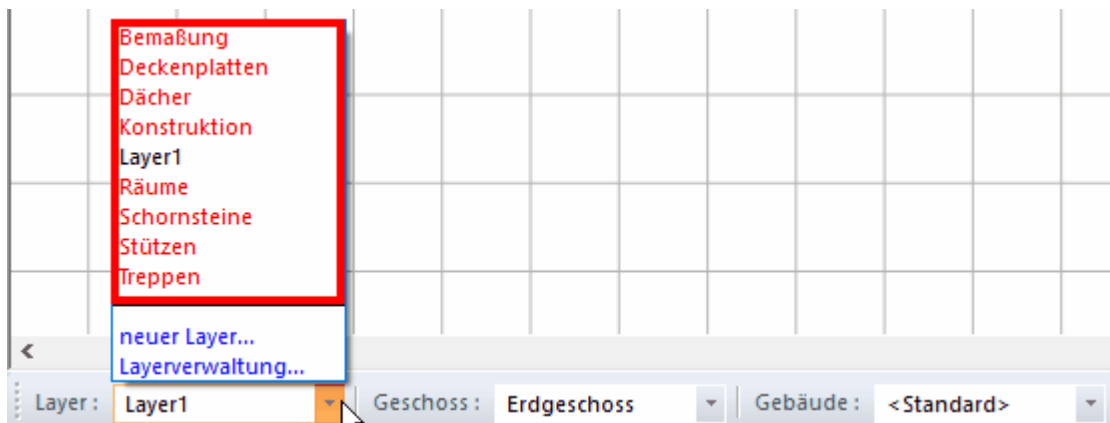 Bemaßung
Deckenplatten
Dächer
Konstruktion
Layer1
Räume
Schornsteine
Stützen
Treppen
neuer Layer...
Layerverwaltung...
Layer: Layer1 Geschoss: Erdgeschoss Gebäude: <Standard>